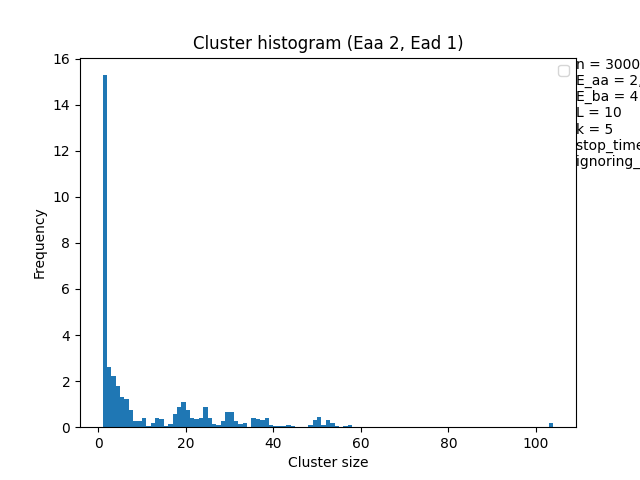 Cluster histogram (Eaa 2, Ead 1)
n = 3000
E_aa = 2,
E_ba = 4
L = 10
k = 5
stop_time
ignoring_
Frequency
16
14
12
10
8
6
4
2
0
0 20 40 60 80 100
Cluster size